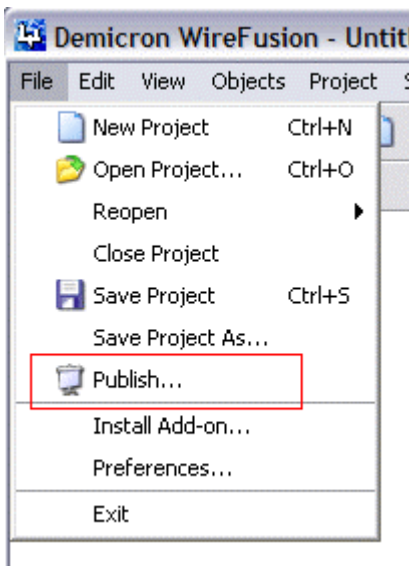 Demicron WireFusion - Untit
File Edit View Objects Project
New Project Ctrl+N
Open Project... Ctrl+O
Reopen
Close Project
Save Project Ctrl+S
Save Project As...
Publish...
Install Add-on...
Preferences...
Exit